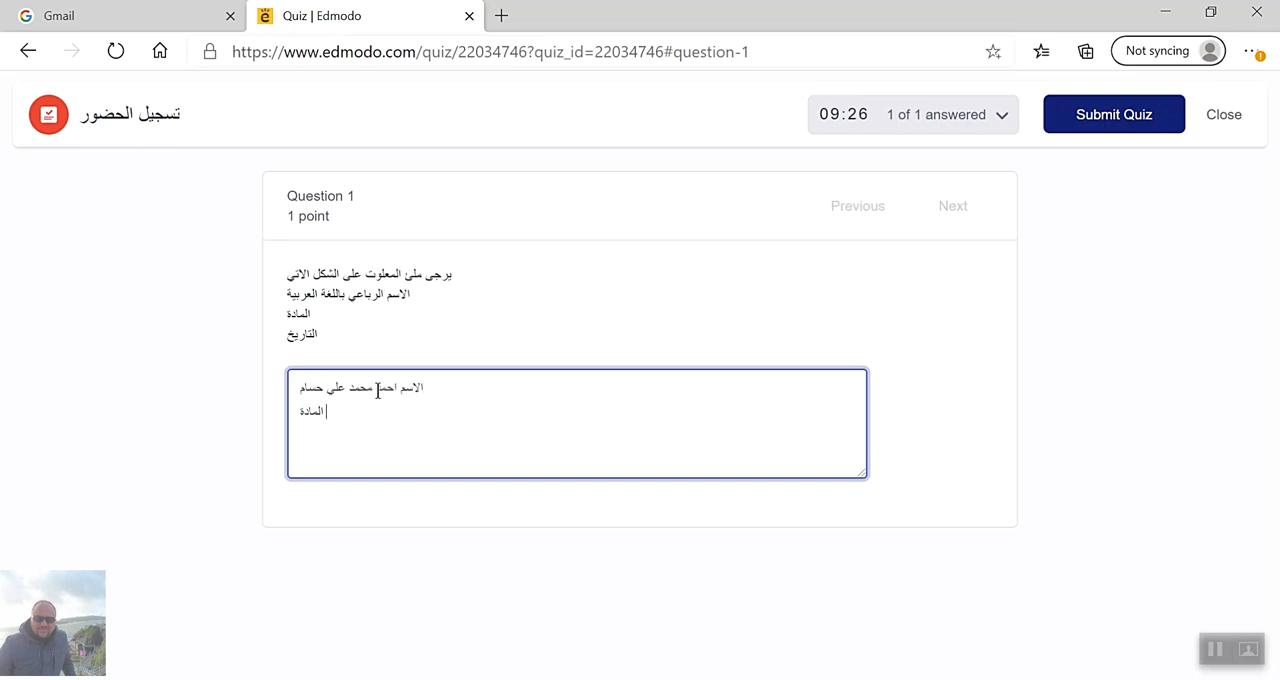 Gmail
Quiz | Edmodo
https://www.edmodo.com/quiz/22034746?quiz_id=22034746#question-1
Not syncing
تسجيل الحضور
09:26
1 of 1 answered
Submit Quiz
Close
Question 1
1 point
Previous
Next
يرجى ملئ المعلوت على الشكل الاتي
الاسم الرباعي باللغة العربية
المادة
التاريخ
الاسم احمد محمد علي حسام
المادة